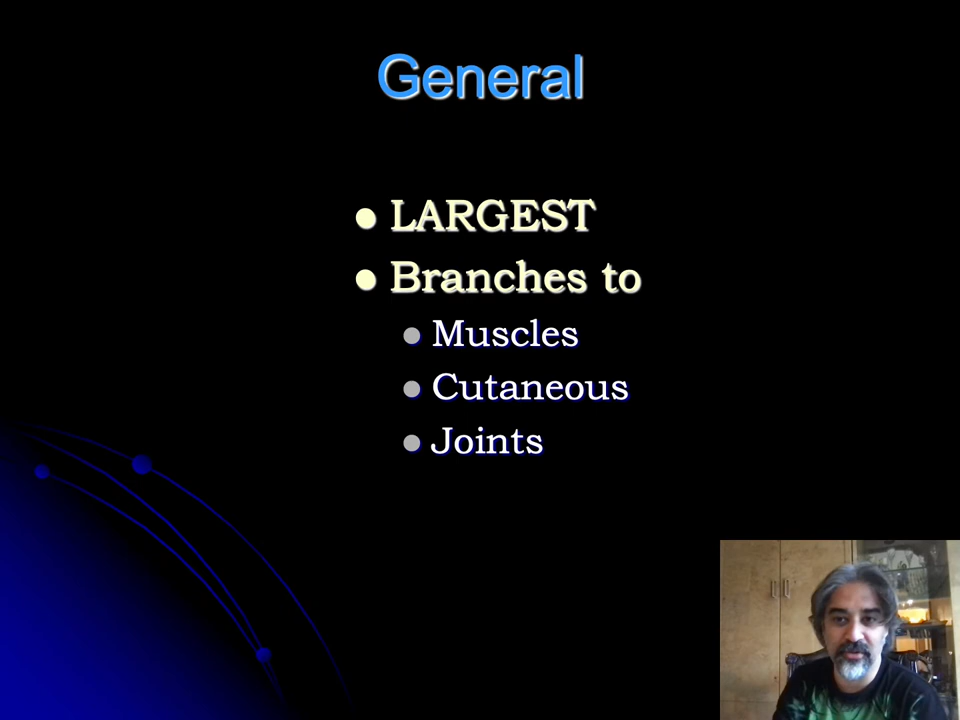 General
LARGEST
Branches to
Muscles
Cutaneous
Joints